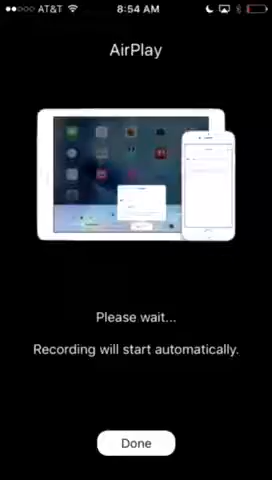 AT&T 8:54 AM
AirPlay
Please wait...
Recording will start automatically.
Done